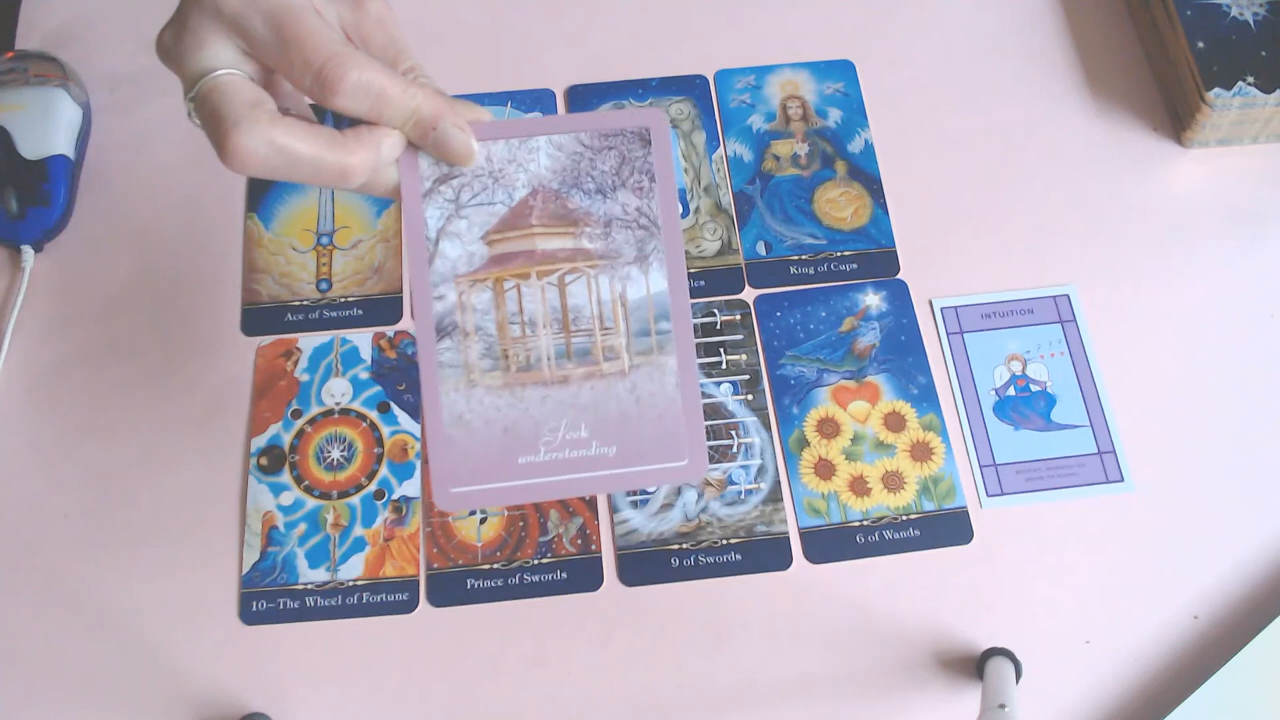 Ace of Swords
King of Cups
INTUITION
Seek
understanding
10-The Wheel of Fortune
Prince of Swords
9 of Swords
6 of Wands